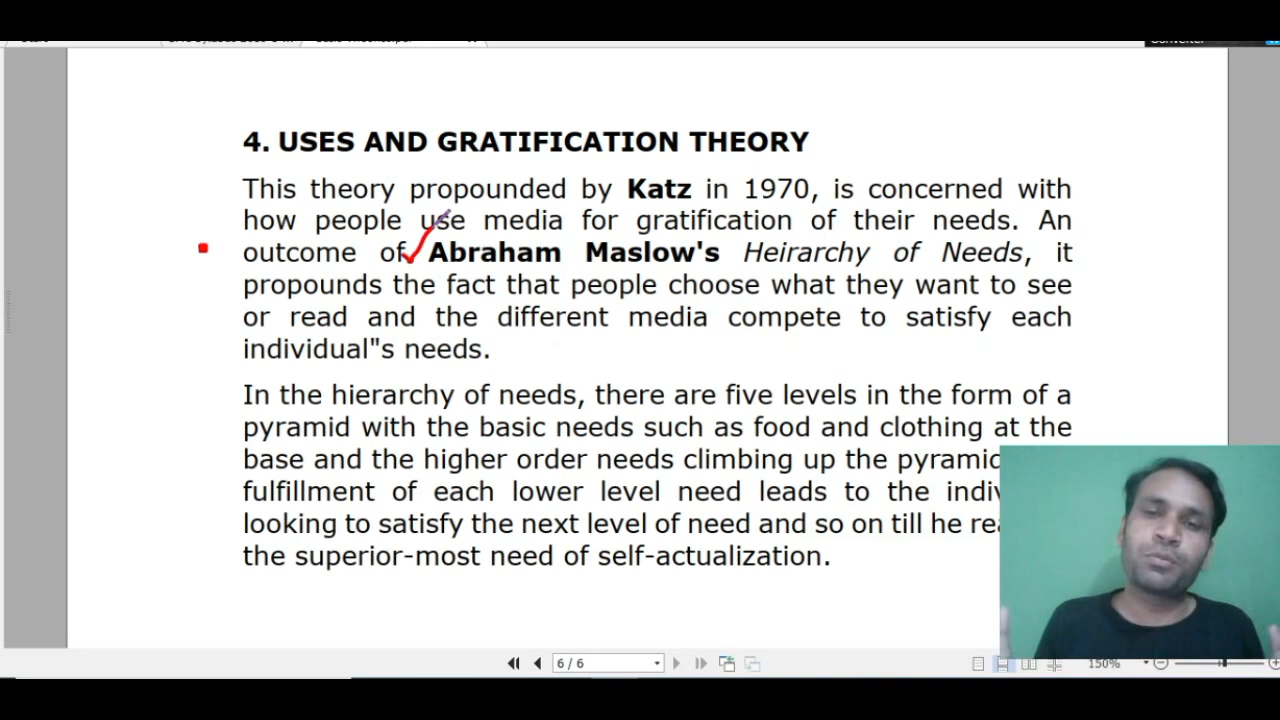 4. USES AND GRATIFICATION THEORY
This theory propounded by Katz in 1970, is concerned with
how people use media for gratification of their needs. An
outcome of Abraham Maslow's Heirarchy of Needs, it
propounds the fact that people choose what they want to see
or read and the different media compete to satisfy each
individual"s needs.
In the hierarchy of needs, there are five levels in the form of a
pyramid with the basic needs such as food and clothing at the
base and the higher order needs climbing up the pyramid
fulfillment of each lower level need leads to the
looking to satisfy the next level of need and so on till he
the superior-most need of self-actualization.
6 / 6
150%